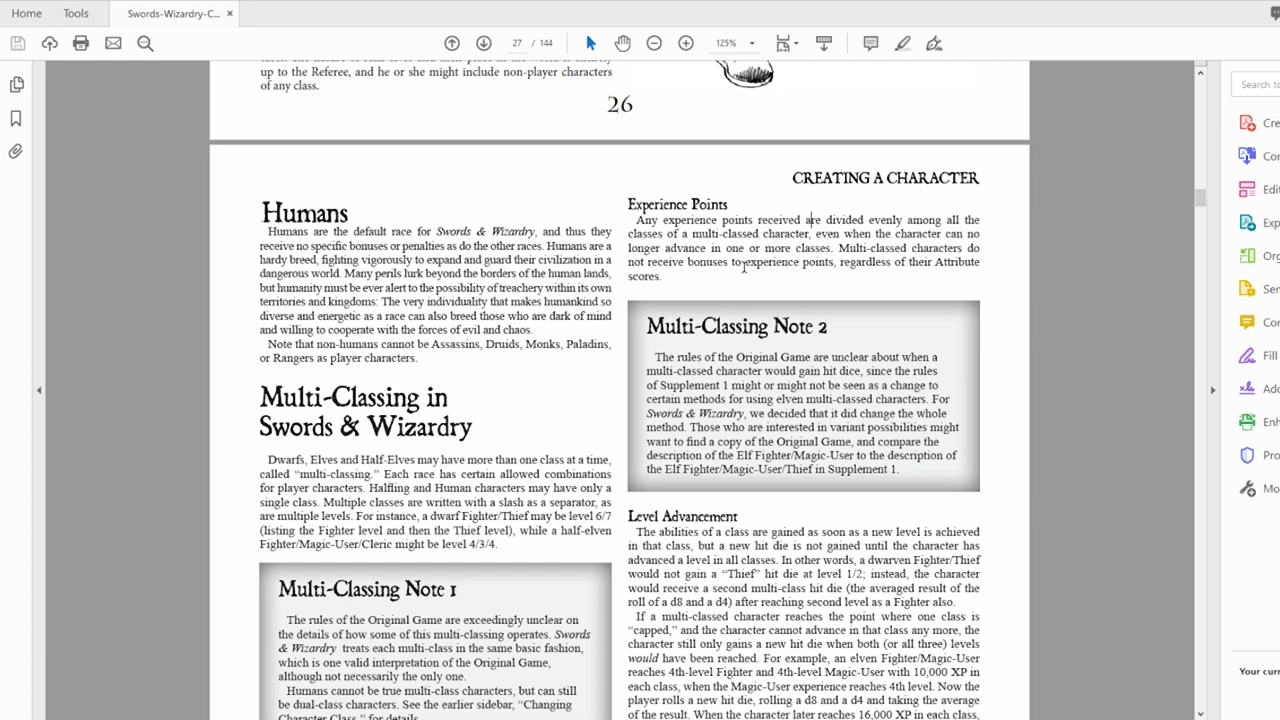 Home
Tools
Swords-Wizardry-C... ×
27 / 144
125%
up to the Referee, and he or she might include non-player characters
of any class.
26
CREATING A CHARACTER
Humans
Humans are the default race for Swords & Wizardry, and thus they
receive no specific bonuses or penalties as do the other races. Humans are a
hardy breed, fighting vigorously to expand and guard their civilization in a
dangerous world. Many perils lurk beyond the borders of the human lands,
but humanity must be ever alert to the possibility of treachery within its own
territories and kingdoms: The very individuality that makes humankind so
diverse and energetic as a race can also breed those who are dark of mind
and willing to cooperate with the forces of evil and chaos.
Note that non-humans cannot be Assassins, Druids, Monks, Paladins,
or Rangers as player characters.
Multi-Classing in
Swords & Wizardry
Dwarfs, Elves and Half-Elves may have more than one class at a time,
called “multi-classing.” Each race has certain allowed combinations
for player characters. Halfling and Human characters may have only a
single class. Multiple classes are written with a slash as a separator, as
are multiple levels. For instance, a dwarf Fighter/Thief may be level 6/7
(listing the Fighter level and then the Thief level), while a half-elven
Fighter/Magic-User/Cleric might be level 4/3/4.
Multi-Classing Note 1
The rules of the Original Game are exceedingly unclear on
the details of how some of this multi-classing operates. Swords
& Wizardry treats each multi-class in the same basic fashion,
which is one valid interpretation of the Original Game,
although not necessarily the only one.
Humans cannot be true multi-class characters, but can still
be dual-class characters. See the earlier sidebar, “Changing
Character Class,” for details.
Experience Points
Any experience points received are divided evenly among all the
classes of a multi-classed character, even when the character can no
longer advance in one or more classes. Multi-classed characters do
not receive bonuses to experience points, regardless of their Attribute
scores.
Multi-Classing Note 2
The rules of the Original Game are unclear about when a
multi-classed character would gain hit dice, since the rules
of Supplement 1 might or might not be seen as a change to
certain methods for using elven multi-classed characters. For
Swords & Wizardry, we decided that it did change the whole
method. Those who are interested in variant possibilities might
want to find a copy of the Original Game, and compare the
description of the Elf Fighter/Magic-User to the description of
the Elf Fighter/Magic-User/Thief in Supplement 1.
Level Advancement
The abilities of a class are gained as soon as a new level is achieved
in that class, but a new hit die is not gained until the character has
advanced a level in all classes. In other words, a dwarven Fighter/Thief
would not gain a “Thief” hit die at level 1/2; instead, the character
would receive a second multi-class hit die (the averaged result of the
roll of a d8 and a d4) after reaching second level as a Fighter also.
If a multi-classed character reaches the point where one class is
“capped,” and the character cannot advance in that class any more, the
character still only gains a new hit die when both (or all three) levels
would have been reached. For example, an elven Fighter/Magic-User
reaches 4th-level Fighter and 4th-level Magic-User with 10,000 XP in
each class, when the Magic-User experience reaches 4th level. Now the
player rolls a new hit die, rolling a d8 and a d4 and taking the average
of the result. When the character later reaches 16,000 XP in each class,
Search to
Cre
Cor
Edi
Exp
Org
Sen
Fill
Enh
Pro
Your curr